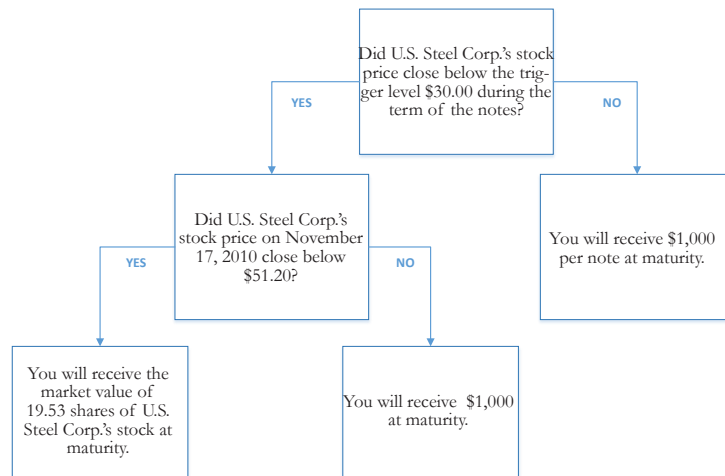 Did U.S. Steel Corp.'s stock
price close below the trig-
ger level $30.00 during the
term of the notes?
YES
NO
Did U.S. Steel Corp.'s
stock price on November
17, 2010 close below
$51.20?
You will receive $1,000
per note at maturity.
YES
NO
You will receive the
market value of
19.53 shares of U.S.
Steel Corp.'s stock at
maturity.
You will receive $1,000
at maturity.